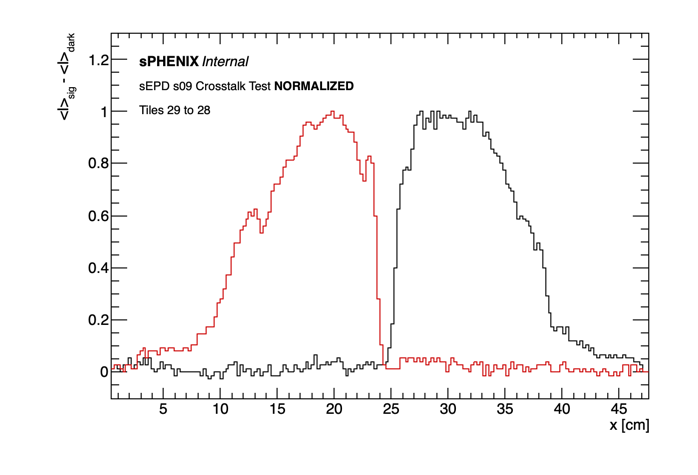 <I>sig - <I>dark
sPHENIX Internal
sEPD s09 Crosstalk Test NORMALIZED
Tiles 29 to 28
1.2
1
0.8
0.6
0.4
0.2
0
5 10 15 20 25 30 35 40 45
x [cm]